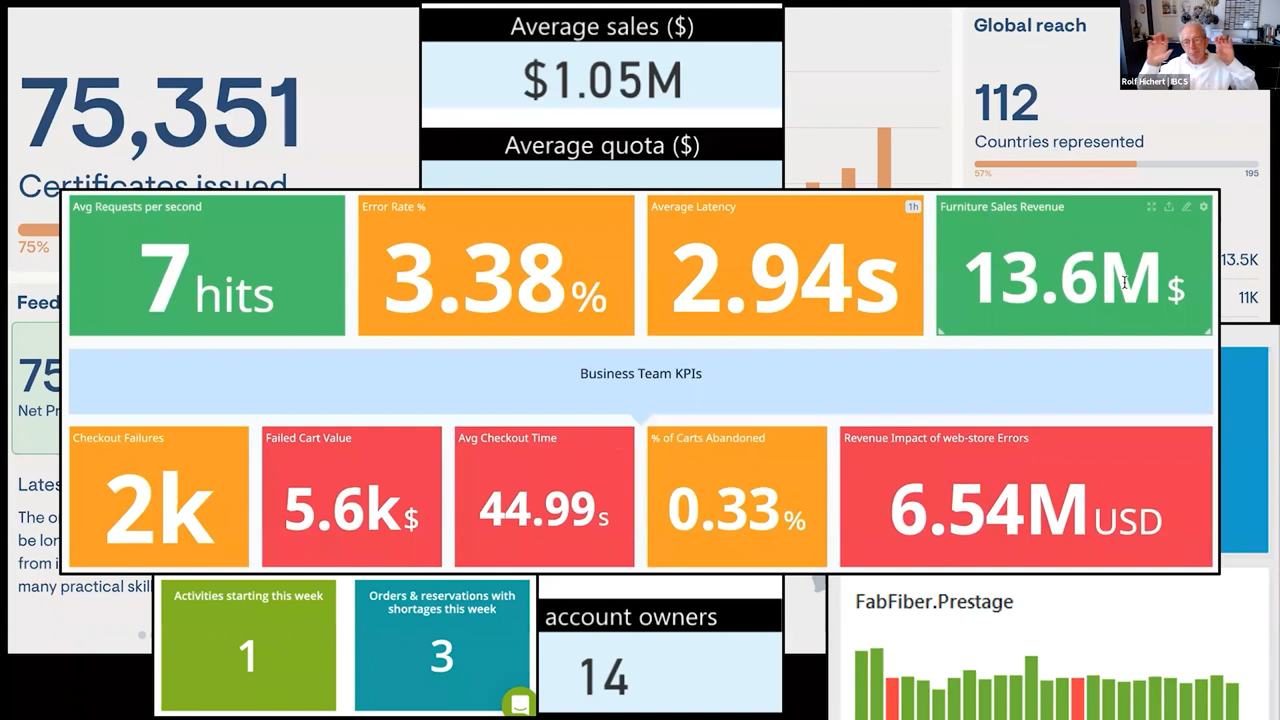 75,351
Certificates issued
75%
Feed
75
Net Pr
Lates
The o
be lon
from i
many practical skil
Average sales ($)
$1.05M
Average quota ($)
Global reach
112
Countries represented
57%
195
13.5K
11K
Rolf Hichert | IBCS
Avg Requests per second
7 hits
Error Rate %
3.38 %
Average Latency
1h
2.94s
Furniture Sales Revenue
13.6M $
Business Team KPIs
Checkout Failures
2k
Failed Cart Value
5.6k $
Avg Checkout Time
44.99 s
% of Carts Abandoned
0.33 %
Revenue Impact of web-store Errors
6.54M USD
Activities starting this week
1
Orders & reservations with
shortages this week
3
account owners
14
FabFiber.Prestage